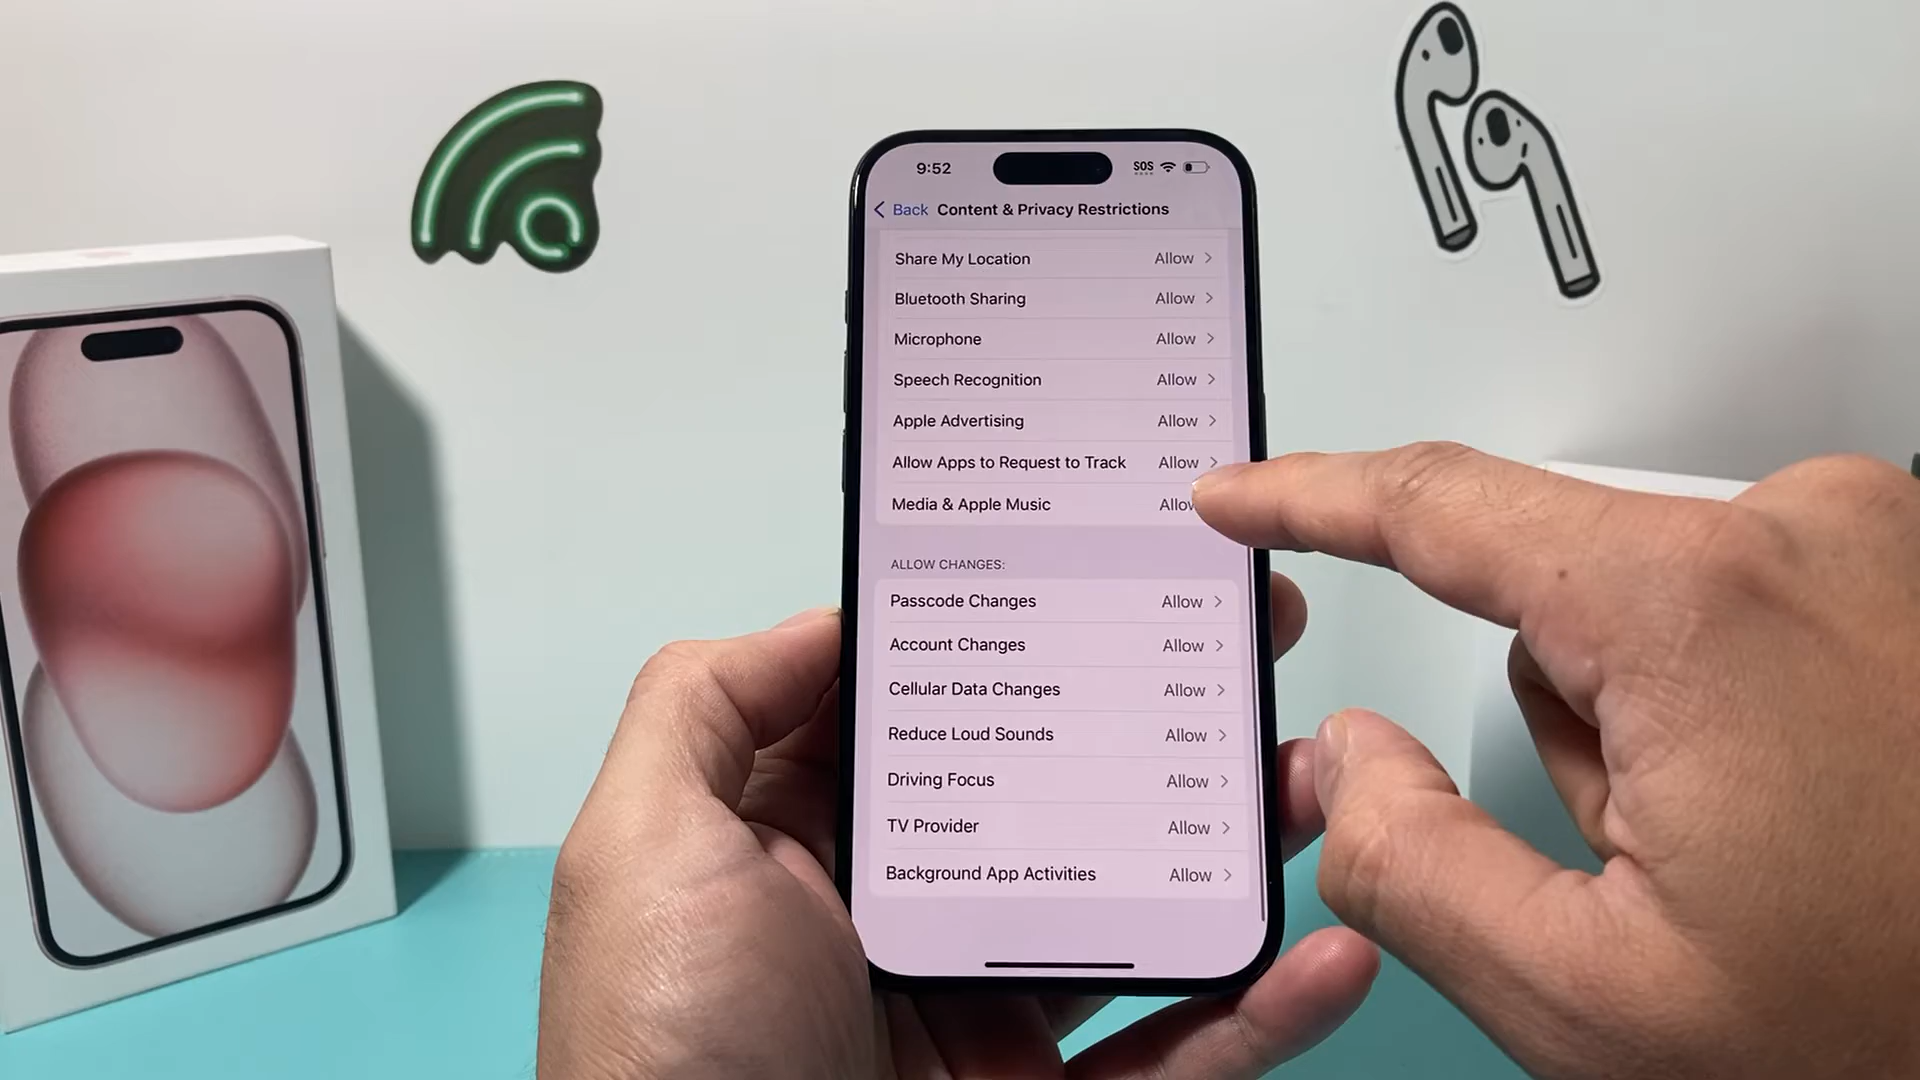 9:52 SOS
Back Content & Privacy Restrictions
Share My Location Allow
Bluetooth Sharing Allow
Microphone Allow
Speech Recognition Allow
Apple Advertising Allow
Allow Apps to Request to Track Allow
Media & Apple Music Allow
ALLOW CHANGES:
Passcode Changes Allow
Account Changes Allow
Cellular Data Changes Allow
Reduce Loud Sounds Allow
Driving Focus Allow
TV Provider Allow
Background App Activities Allow